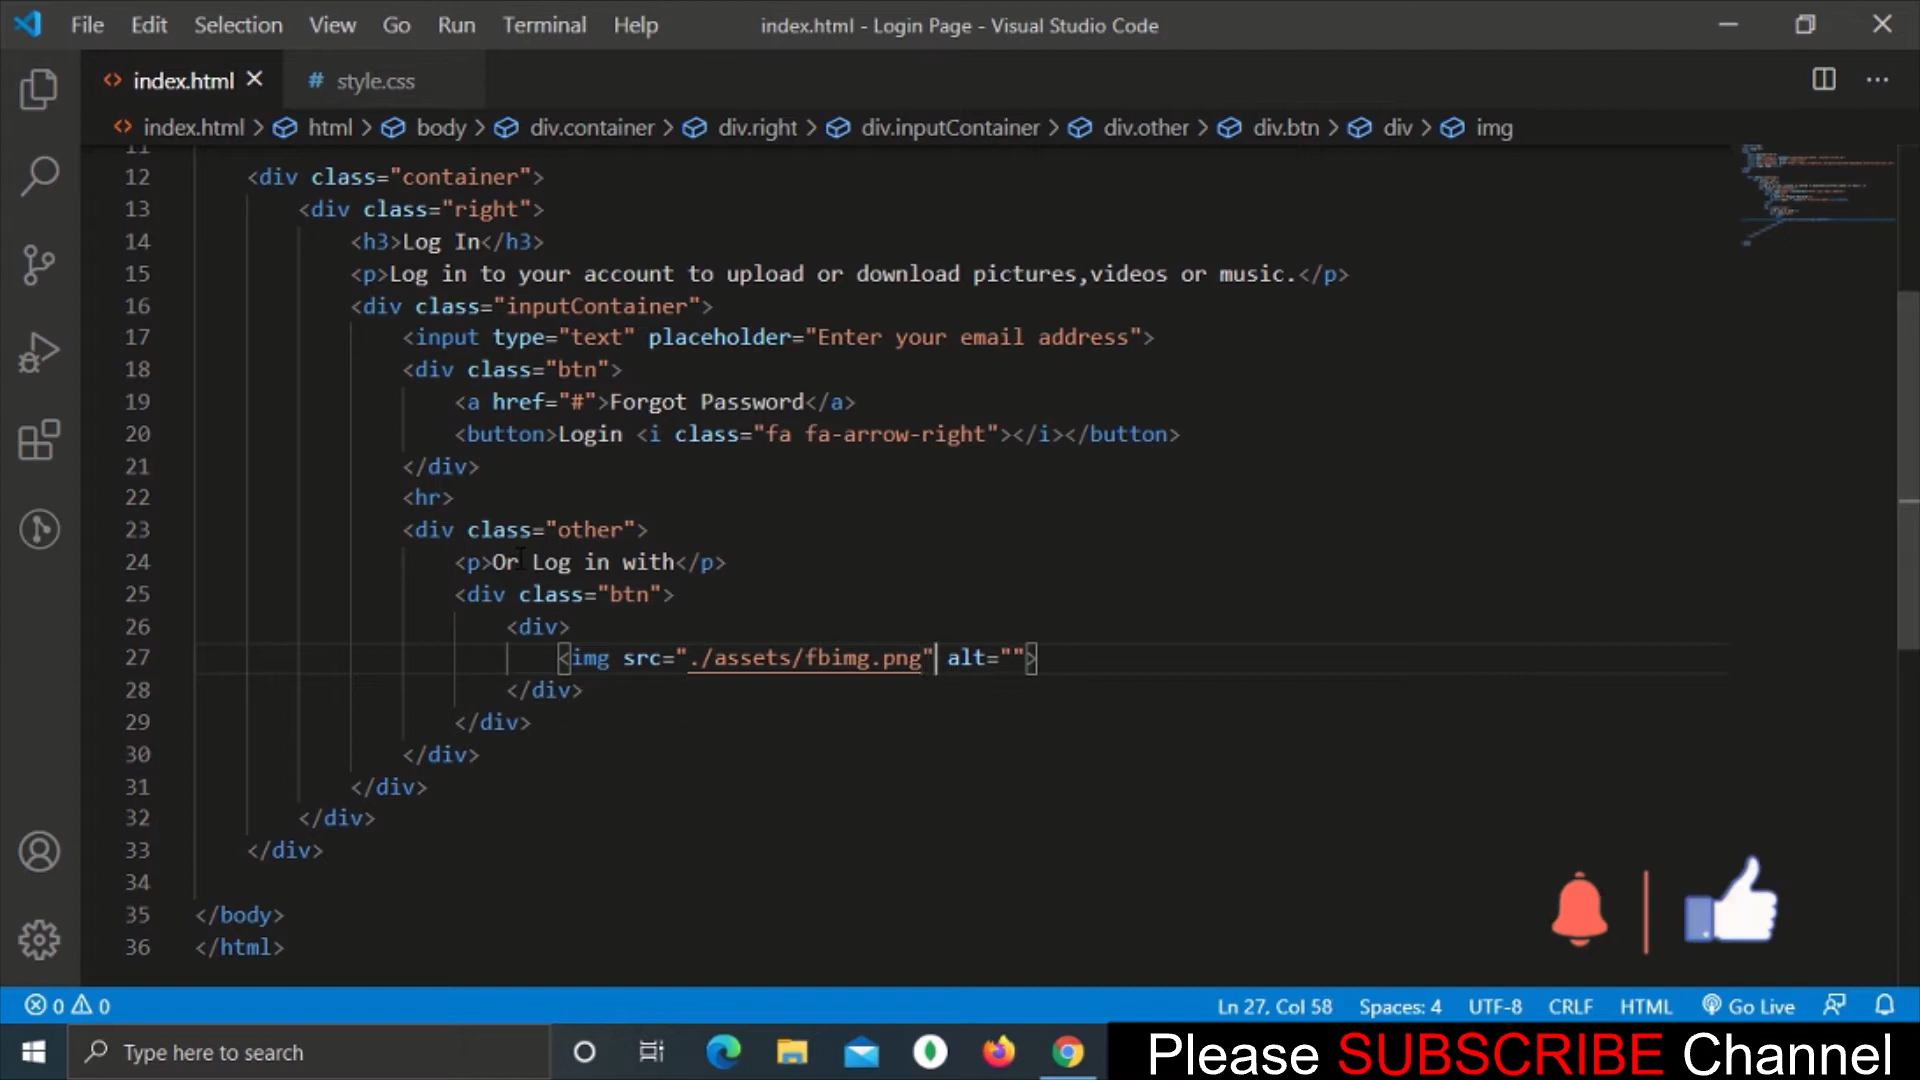 File Edit Selection View Go Run Terminal Help index.html - Login Page - Visual Studio Code
<> index.html # style.css
<> index.html > html > body > div.container > div.right > div.inputContainer > div.other > div.btn > div > img
11
12 <div class="container">
13 <div class="right">
14 <h3>Log In</h3>
15 <p>Log in to your account to upload or download pictures,videos or music.</p>
16 <div class="inputContainer">
17 <input type="text" placeholder="Enter your email address">
18 <div class="btn">
19 <a href="#">Forgot Password</a>
20 <button>Login <i class="fa fa-arrow-right"></i></button>
21 </div>
22 <hr>
23 <div class="other">
24 <p>Or Log in with</p>
25 <div class="btn">
26 <div>
27 <img src="./assets/fbimg.png" alt="">
28 </div>
29 </div>
30 </div>
31 </div>
32 </div>
33 </div>
34
35 </body>
36 </html>
0 0 Ln 27, Col 58 Spaces: 4 UTF-8 CRLF HTML Go Live
Type here to search
Please SUBSCRIBE Channel